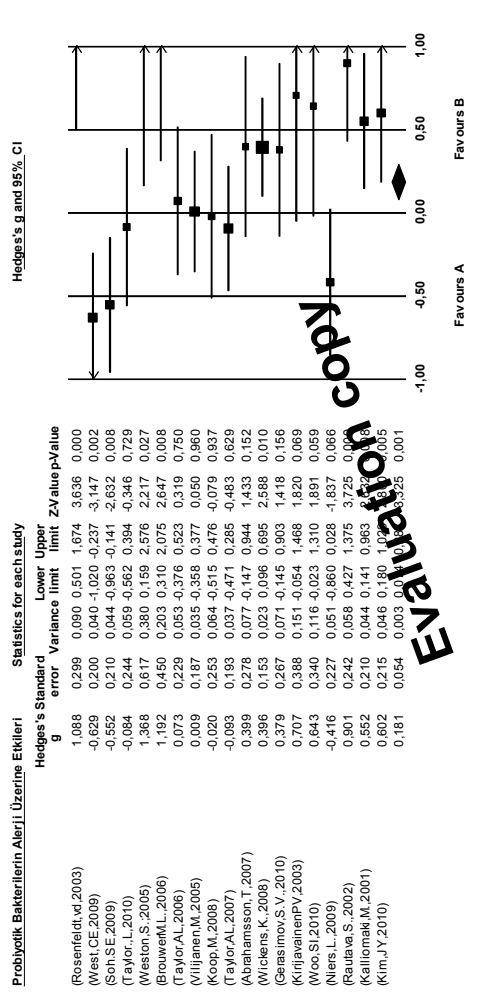 Probiyotik Bakterilerin Alerji Üzerine Etkileri Statistics for each study Hedges's g and 95% CI
Hedges's g Standard error Variance Lower limit Upper limit Z-Value p-Value
(Rosenfeldt,vd,2003) 1,088 0,299 0,090 0,501 1,674 3,636 0,000
(West,CE,2009) -0,629 0,200 0,040 -1,020 -0,237 -3,147 0,002
(Soh.SE,2009) -0,552 0,210 0,044 -0,963 -0,141 -2,632 0,008
(Taylor.,L,2010) -0,084 0,244 0,059 -0,562 0,394 -0,346 0,729
(Weston,S.:2005) 1,368 0,617 0,380 0,159 2,576 2,217 0,027
(BrouwerM.L.,2006) 1,192 0,450 0,203 0,310 2,075 2,647 0,008
(Taylor.AL,2006) 0,073 0,229 0,053 -0,376 0,523 0,319 0,750
(Viljanen,M,2005) 0,009 0,187 0,035 -0,358 0,377 0,050 0,960
(Koop,M,2008) -0,020 0,253 0,064 -0,515 0,476 -0,079 0,937
(Taylor.AL,2007) -0,093 0,193 0,037 -0,471 0,285 -0,483 0,629
(Abrahamsson,T,2007) 0,399 0,278 0,077 -0,147 0,944 1,433 0,152
(Wickens,K.,2008) 0,396 0,153 0,023 0,096 0,695 2,588 0,010
(Gerasimov,S.V.,2010) 0,379 0,267 0,071 -0,145 0,903 1,418 0,156
(KirjavainenPV,2003) 0,707 0,388 0,151 -0,054 1,468 1,820 0,069
(Woo,SI,2010) 0,643 0,340 0,116 -0,023 1,310 1,891 0,059
(Niers,L.,2009) -0,416 0,227 0,051 -0,860 0,028 -1,837 0,066
(Rautava,S.,2002) 0,901 0,242 0,058 0,427 1,375 3,725
(Kalliomaki,M,2001) 0,552 0,210 0,044 0,141 0,963
(Kim,JY,2010) 0,602 0,215 0,046 0,180 0,005
0,181 0,054 0,003 0,001
-1,00 -0,50 0,00 0,50 1,00
Favours A Favours B
Evaluation copy